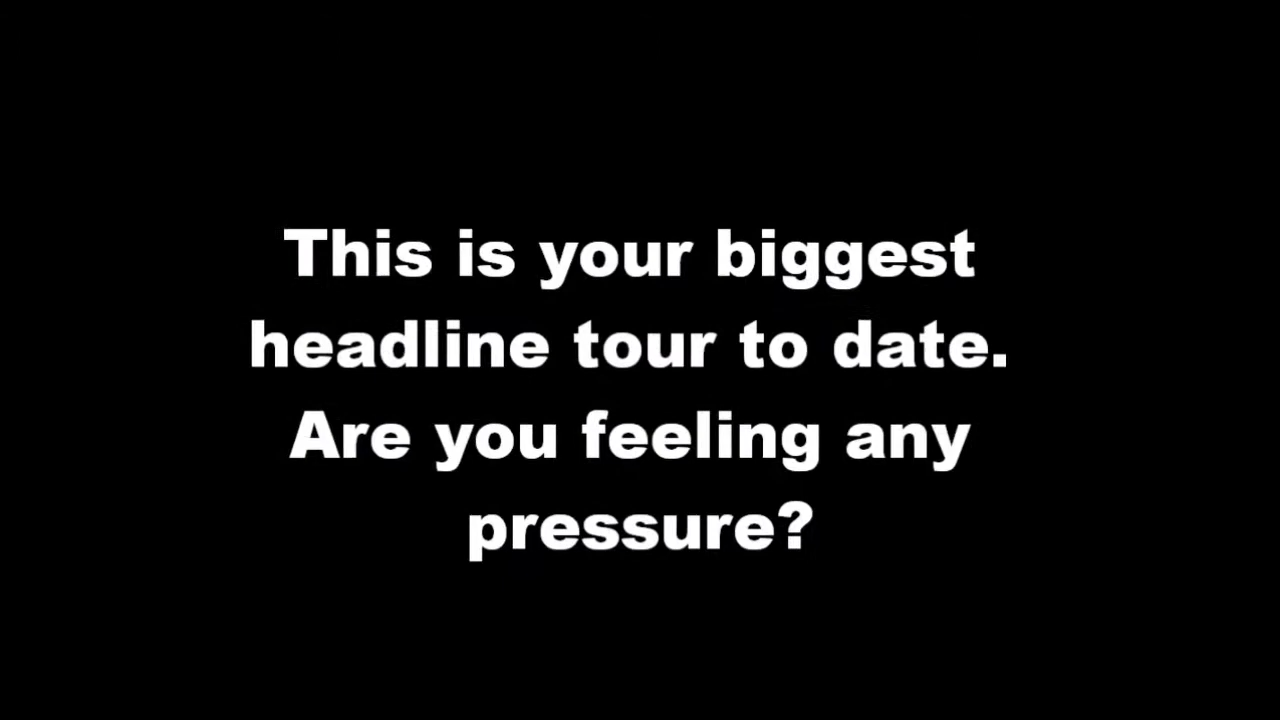 This is your biggest
headline tour to date.
Are you feeling any
pressure?